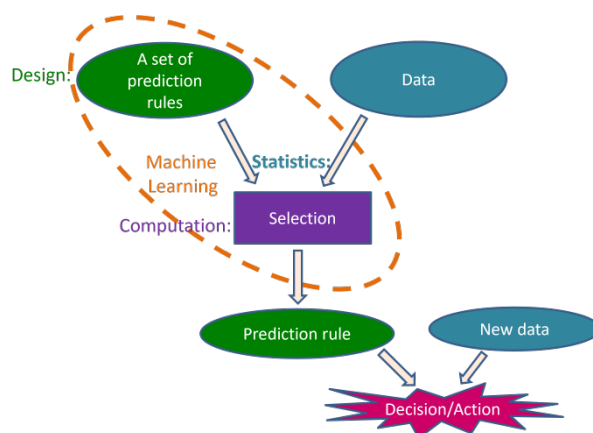 A set of
prediction
rules
Design:
Data
Machine
Learning
Statistics:
Computation:
Selection
Prediction rule
New data
Decision/Action